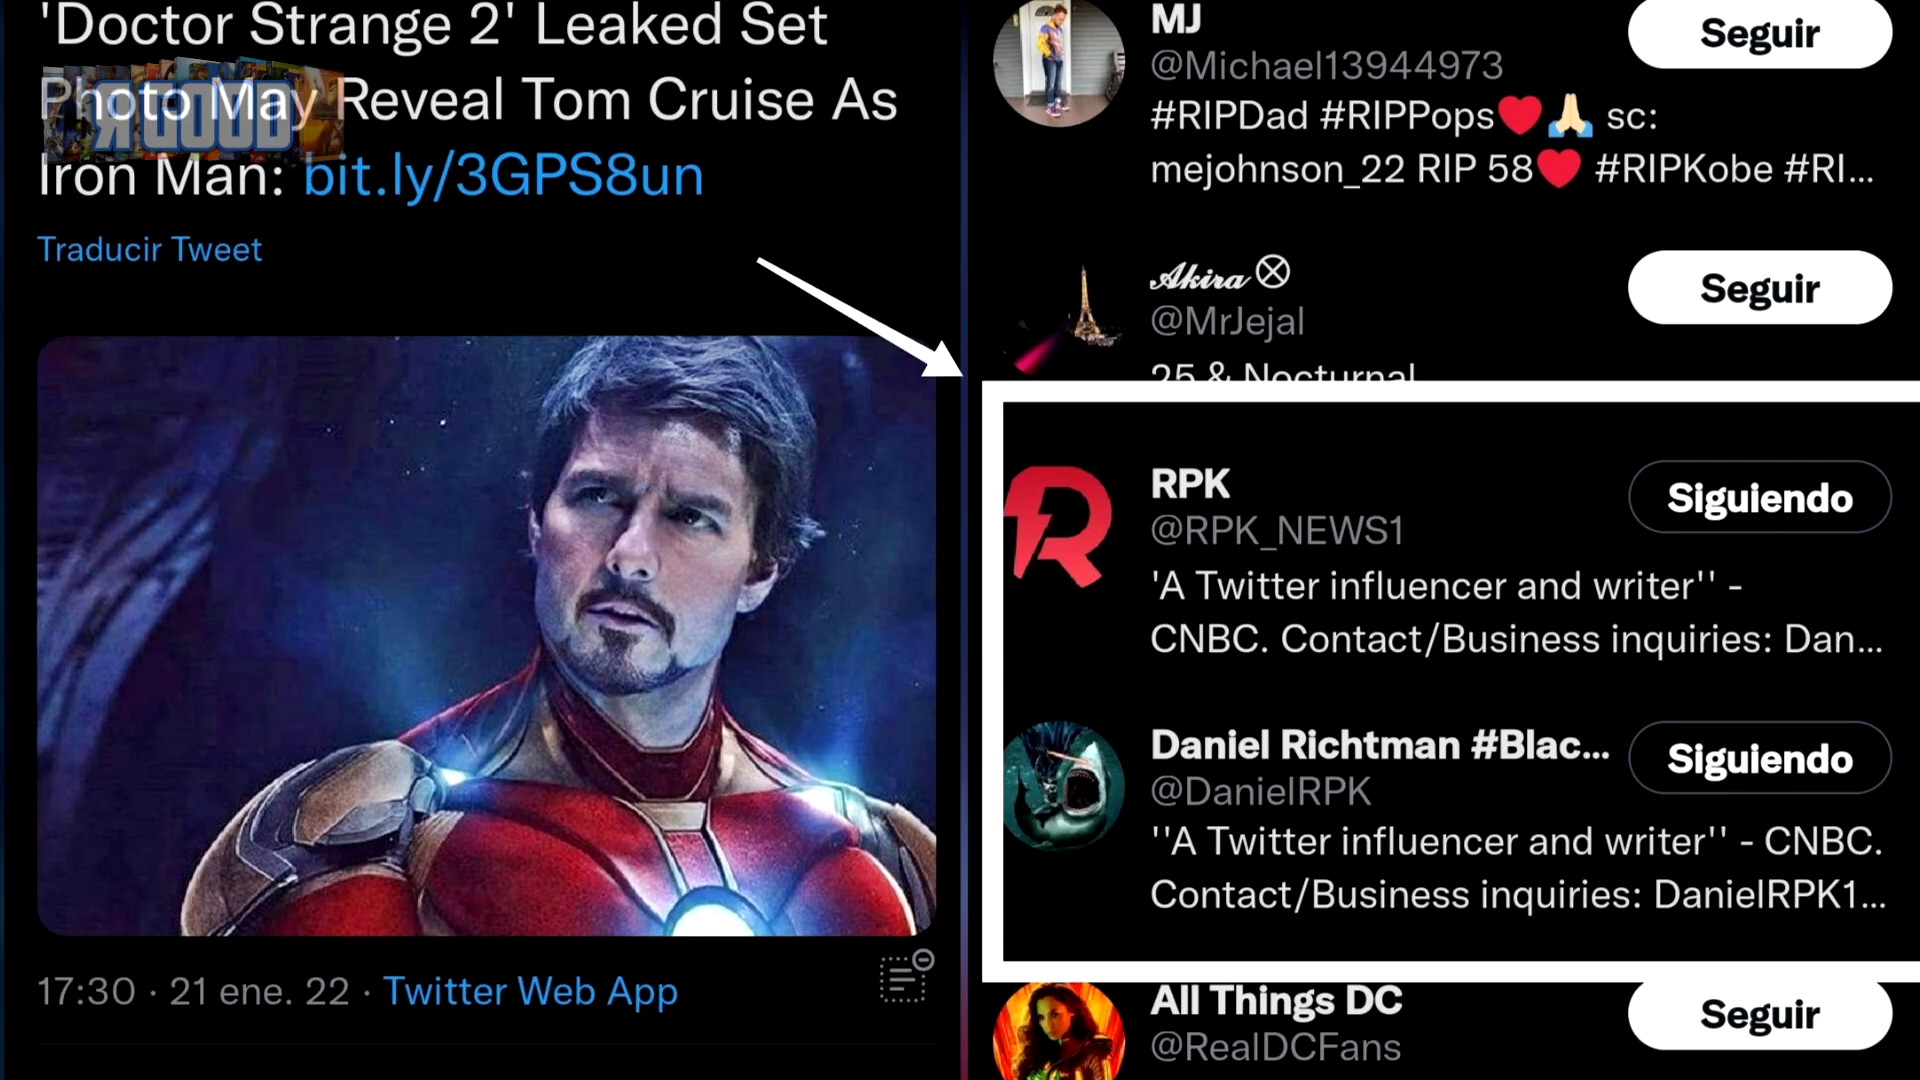 'Doctor Strange 2' Leaked Set
Photo May Reveal Tom Cruise As
Iron Man: bit.ly/3GPS8un
Traducir Tweet
17:30 · 21 ene. 22 · Twitter Web App
MJ
Seguir
@Michael13944973
#RIPDad #RIPPops❤️🙏🏻 sc:
mejohnson_22 RIP 58❤️ #RIPKobe #RI...
𝓐𝓴𝓲𝓻𝓪 ⊗
Seguir
@MrJejal
25 & Nocturnal
RPK
Siguiendo
@RPK_NEWS1
'A Twitter influencer and writer'' -
CNBC. Contact/Business inquiries: Dan...
Daniel Richtman #Blac...
Siguiendo
@DanielRPK
''A Twitter influencer and writer'' - CNBC.
Contact/Business inquiries: DanielRPK1...
All Things DC
Seguir
@RealDCFans